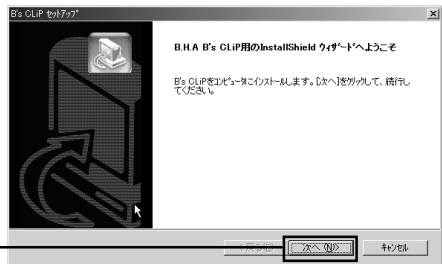 B's CLiP セットアップ
B.H.A B's CLiP用のInstallShield ウィザードへようこそ
B's CLiPをコンピュータにインストールします。[次へ]をクリックして、続行し
てください。
< 戻る(B)
次へ(N)>
キャンセル